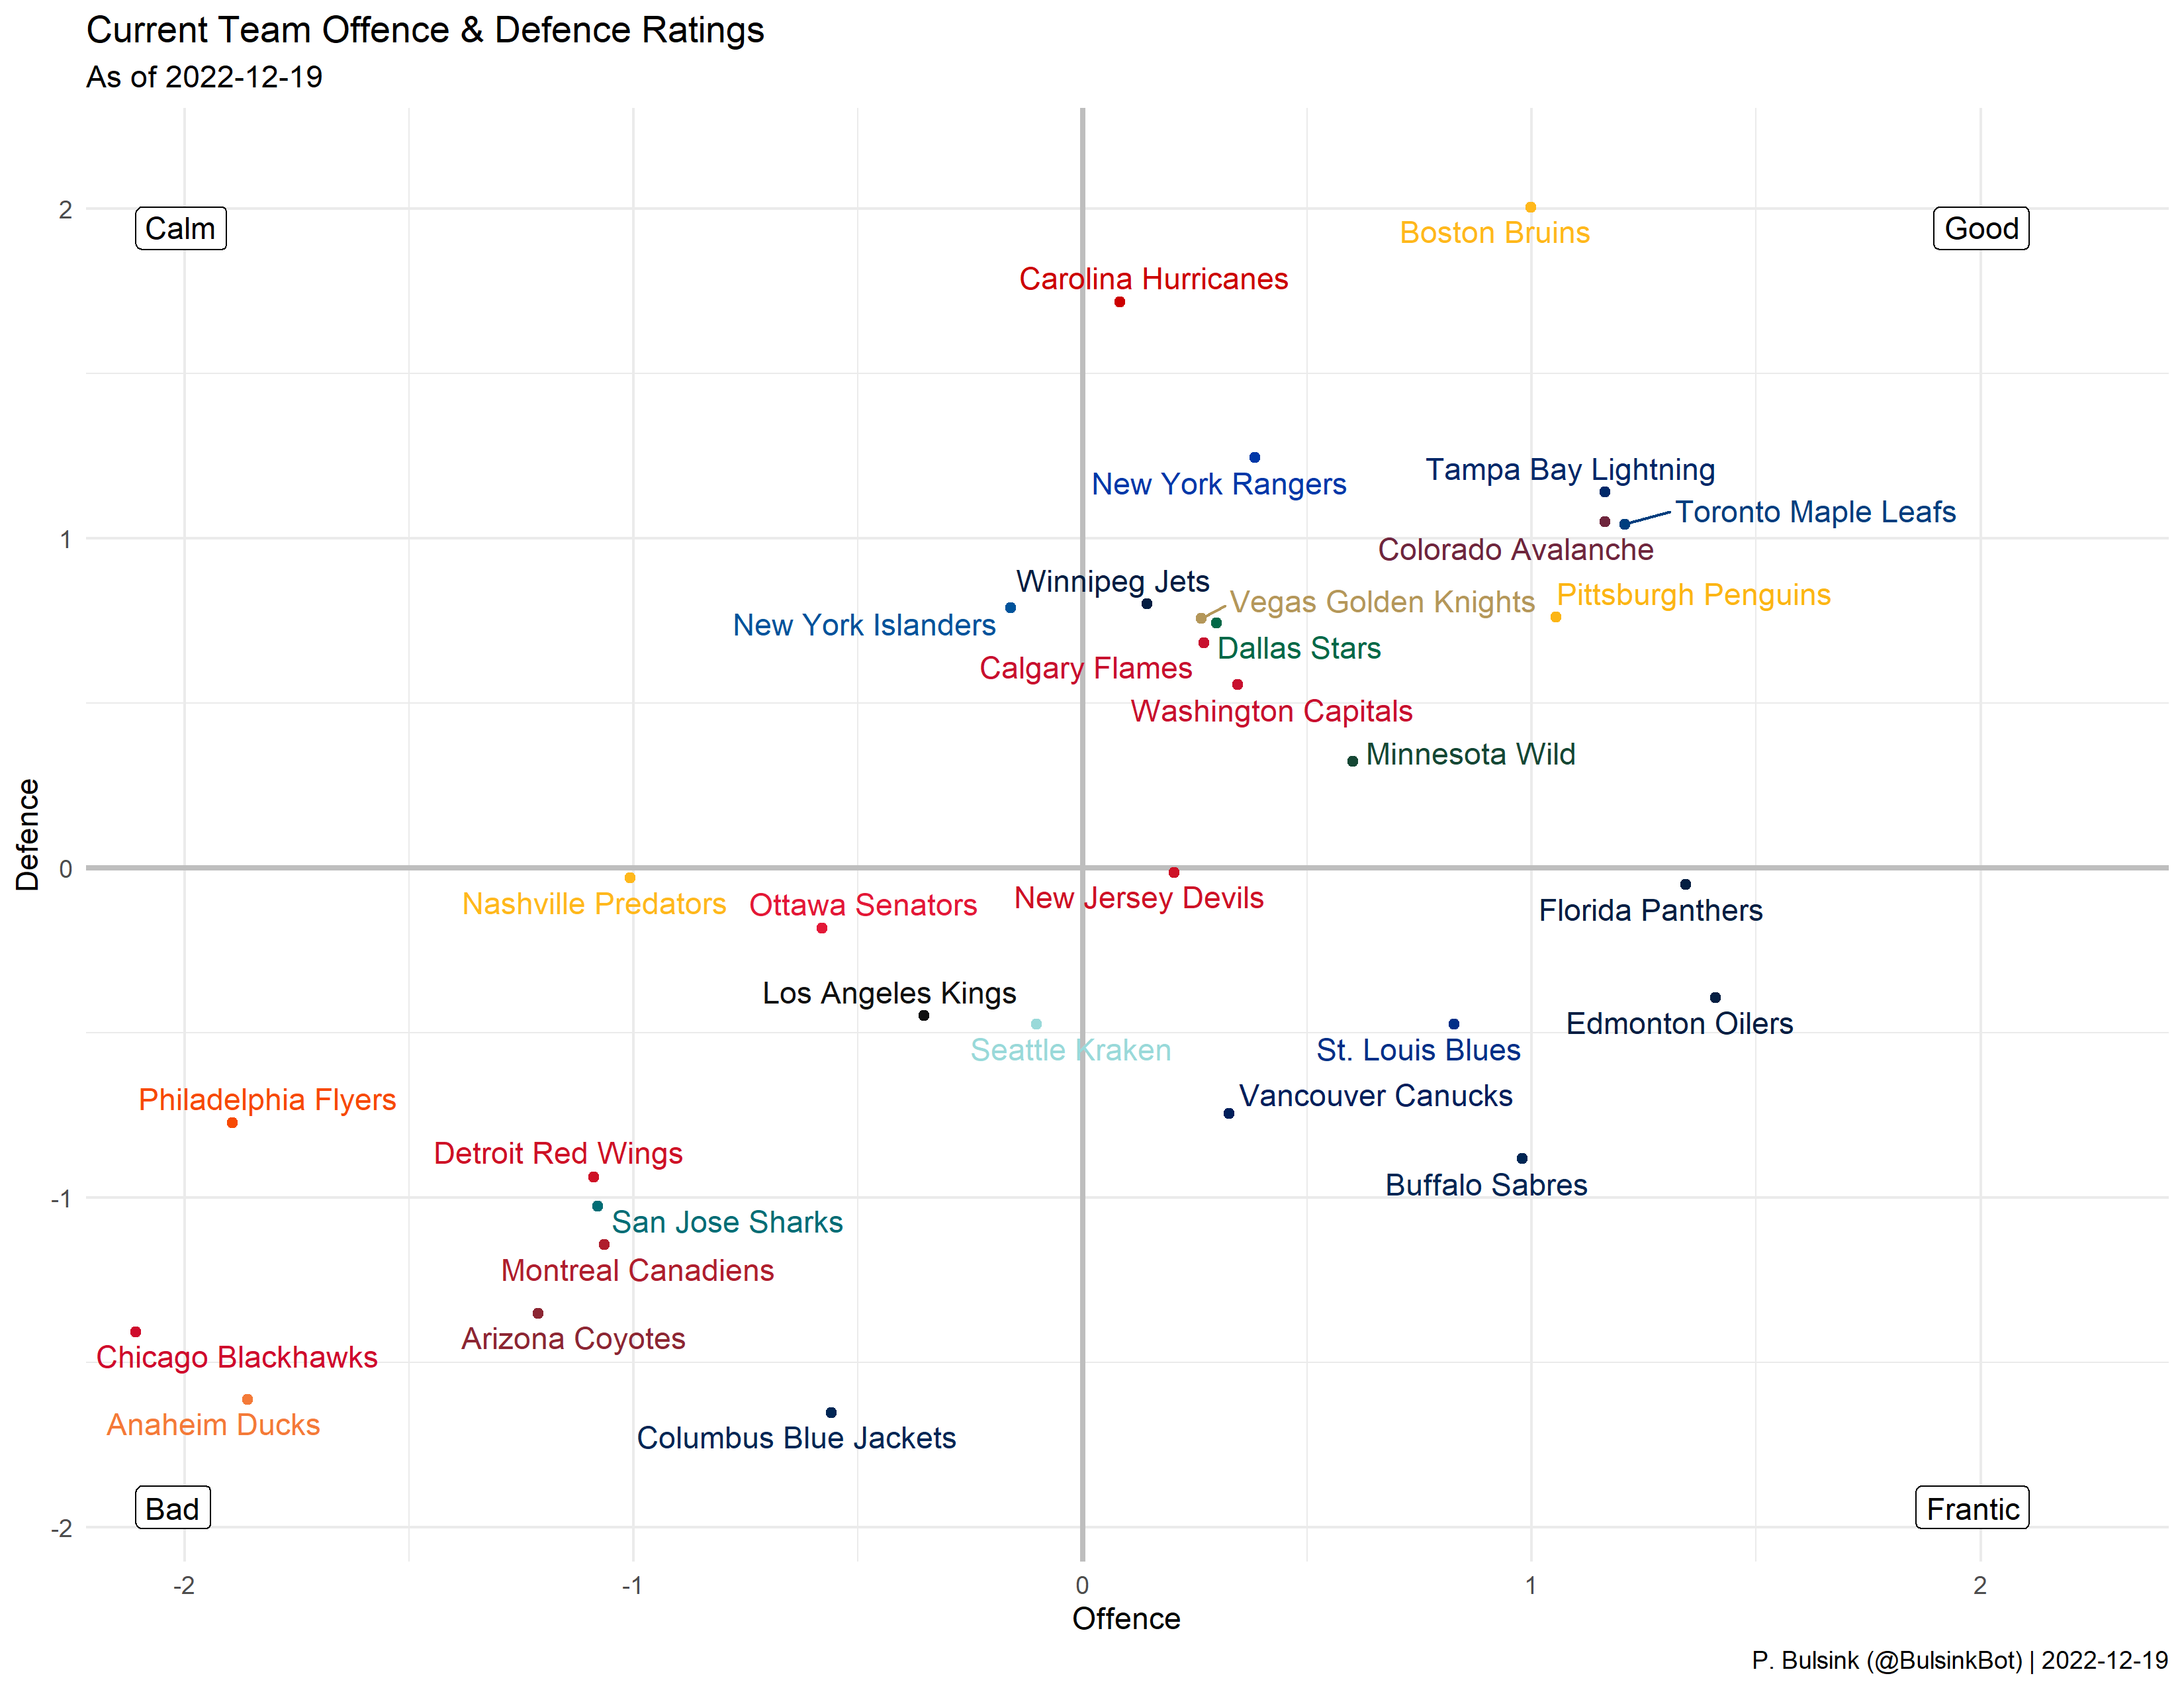 Current Team Offence & Defence Ratings
As of 2022-12-19
2
Calm
Good
Boston Bruins
Carolina Hurricanes
Tampa Bay Lightning
New York Rangers
Toronto Maple Leafs
1
Colorado Avalanche
Winnipeg Jets
Pittsburgh Penguins
Vegas Golden Knights
New York Islanders
Dallas Stars
Calgary Flames
Washington Capitals
Minnesota Wild
Defence
0
Nashville Predators
Ottawa Senators
New Jersey Devils
Florida Panthers
Los Angeles Kings
Edmonton Oilers
Seattle Kraken
St. Louis Blues
Philadelphia Flyers
Vancouver Canucks
Detroit Red Wings
Buffalo Sabres
-1
San Jose Sharks
Montreal Canadiens
Arizona Coyotes
Chicago Blackhawks
Anaheim Ducks
Columbus Blue Jackets
Bad
Frantic
-2
-2
-1
0
1
2
Offence
P. Bulsink (@BulsinkBot) | 2022-12-19